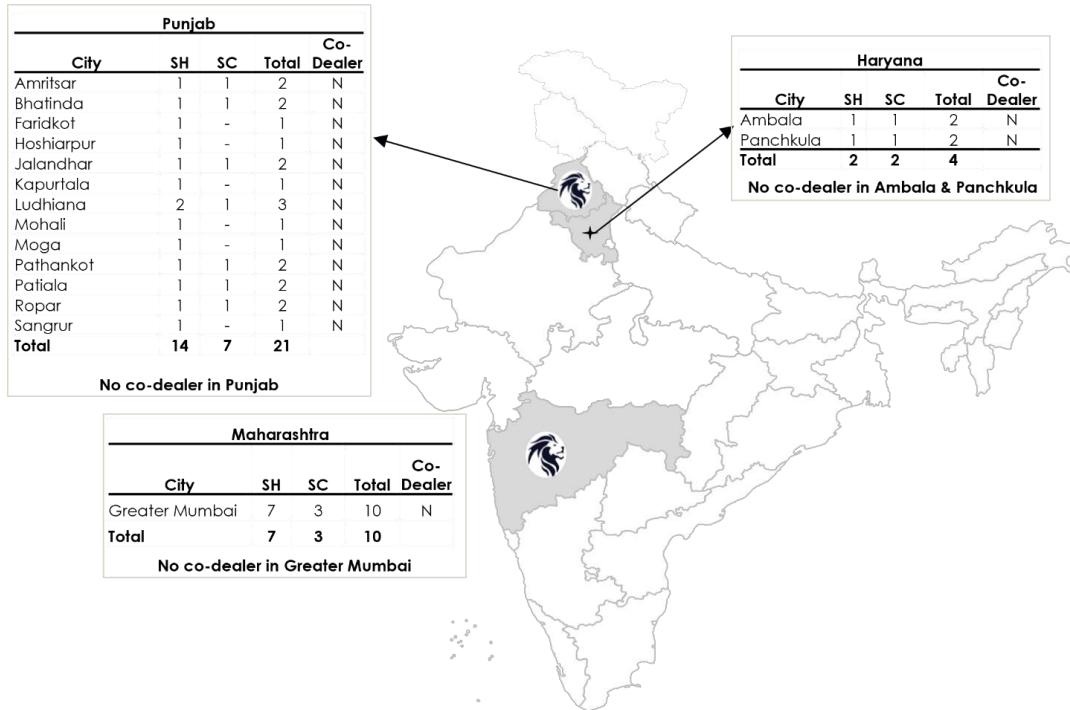 Punjab
City SH SC Total Co-Dealer
Amritsar 1 1 2 N
Bhatinda 1 1 2 N
Faridkot 1 - 1 N
Hoshiarpur 1 - 1 N
Jalandhar 1 1 2 N
Kapurtala 1 - 1 N
Ludhiana 2 1 3 N
Mohali 1 - 1 N
Moga 1 - 1 N
Pathankot 1 1 2 N
Patiala 1 1 2 N
Ropar 1 1 2 N
Sangrur 1 - 1 N
Total 14 7 21
No co-dealer in Punjab
Haryana
City SH SC Total Co-Dealer
Ambala 1 1 2 N
Panchkula 1 1 2 N
Total 2 2 4
No co-dealer in Ambala & Panchkula
Maharashtra
City SH SC Total Co-Dealer
Greater Mumbai 7 3 10 N
Total 7 3 10
No co-dealer in Greater Mumbai